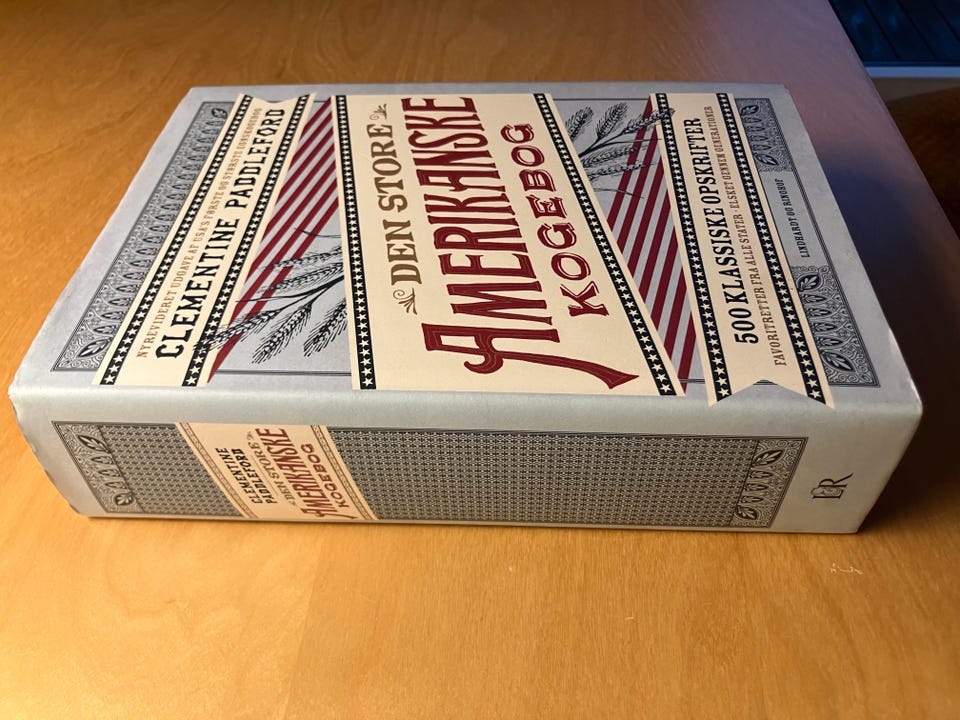 NYREVIDERET UDGAVE AF USA'S FØRSTE OG STØRSTE EGNSKOGEBOG
CLEMENTINE PADDLEFORD
DEN STORE
AMERIKANSKE
KOGEBOG
500 KLASSISKE OPSKRIFTER
FAVORITRETTER FRA ALLE STATER · ELSKET GENNEM GENERATIONER
LINDHARDT OG RINGHOF
CLEMENTINE
PADDLEFORD
DEN STORE
AMERIKANSKE
KOGEBOG
LR